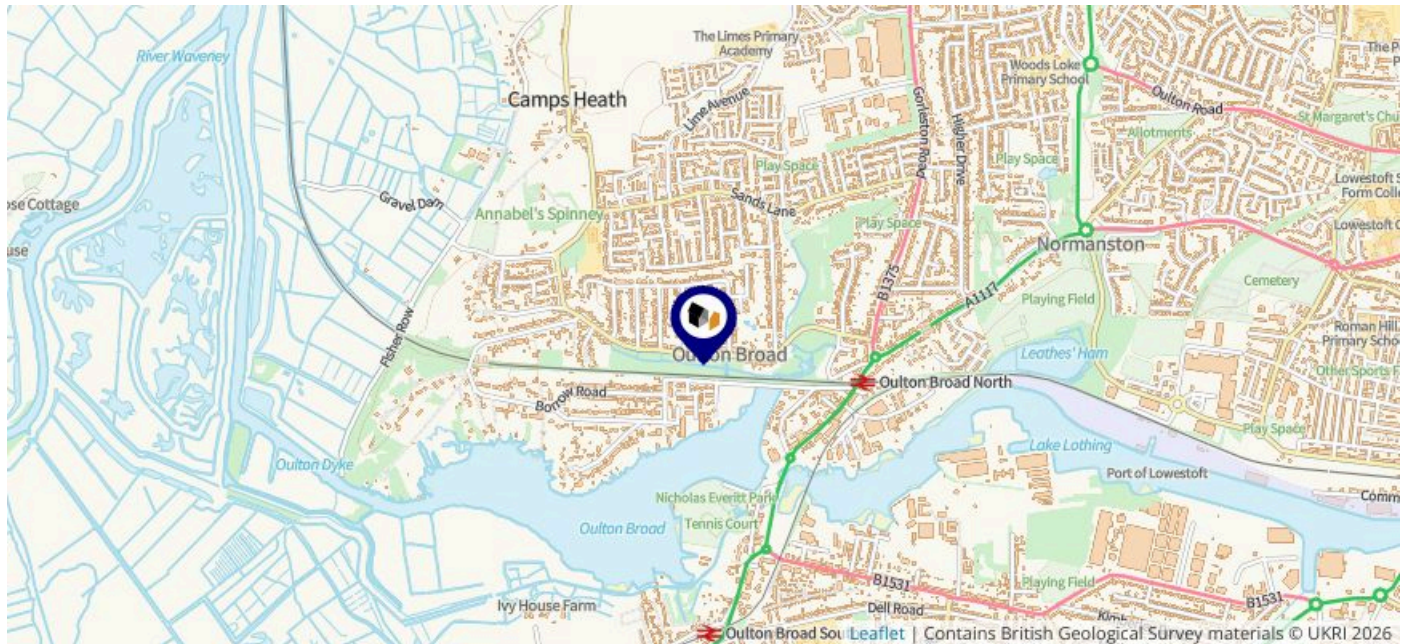 River Waveney
The Limes Primary
Academy
Woods Loke
Primary School
The P
Camps Heath
Lime Avenue
Gorleston Road
Higher Drive
Oulton Road
St Margaret's Chu
Allotments
Play Space
Play Space
Lowestoft S
Form Colle
ose Cottage
Gravel Dam
Annabel's Spinney
Sands Lane
Play Space
Lowestoft C
use
Normanston
B1375
A1117
Cemetery
Playing Field
Fisher Row
Roman Hill
Primary Schoo
Oulton Broad
Leathes' Ham
Oulton Broad North
Other Sports F
Borrow Road
Play Space
Oulton Dyke
Lake Lothing
Port of Lowestoft
Nicholas Everitt Park
Comm
Tennis Court
Oulton Broad
B1531
Playing Field
B1531
Ivy House Farm
Dell Road
Oulton Broad Sou
Leaflet | Contains British Geological Survey materials © UKRI 2026